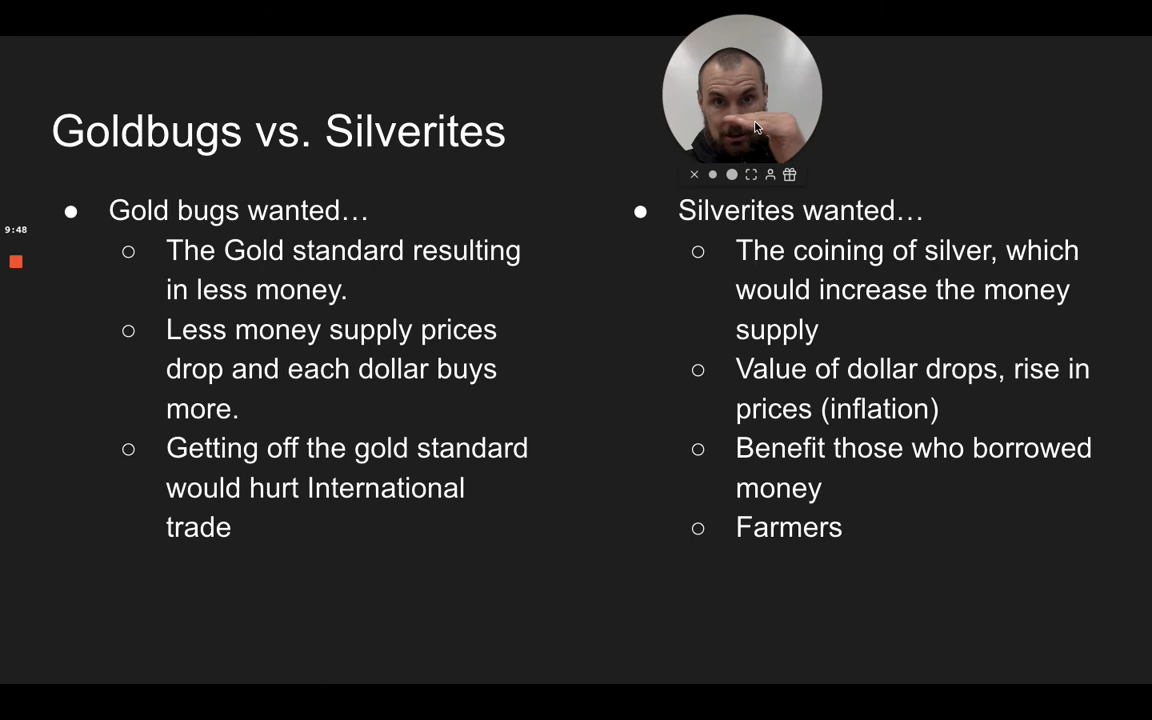 Goldbugs vs. Silverites
9:48
● Gold bugs wanted…
○ The Gold standard resulting
in less money.
○ Less money supply prices
drop and each dollar buys
more.
○ Getting off the gold standard
would hurt International
trade
● Silverites wanted…
○ The coining of silver, which
would increase the money
supply
○ Value of dollar drops, rise in
prices (inflation)
○ Benefit those who borrowed
money
○ Farmers